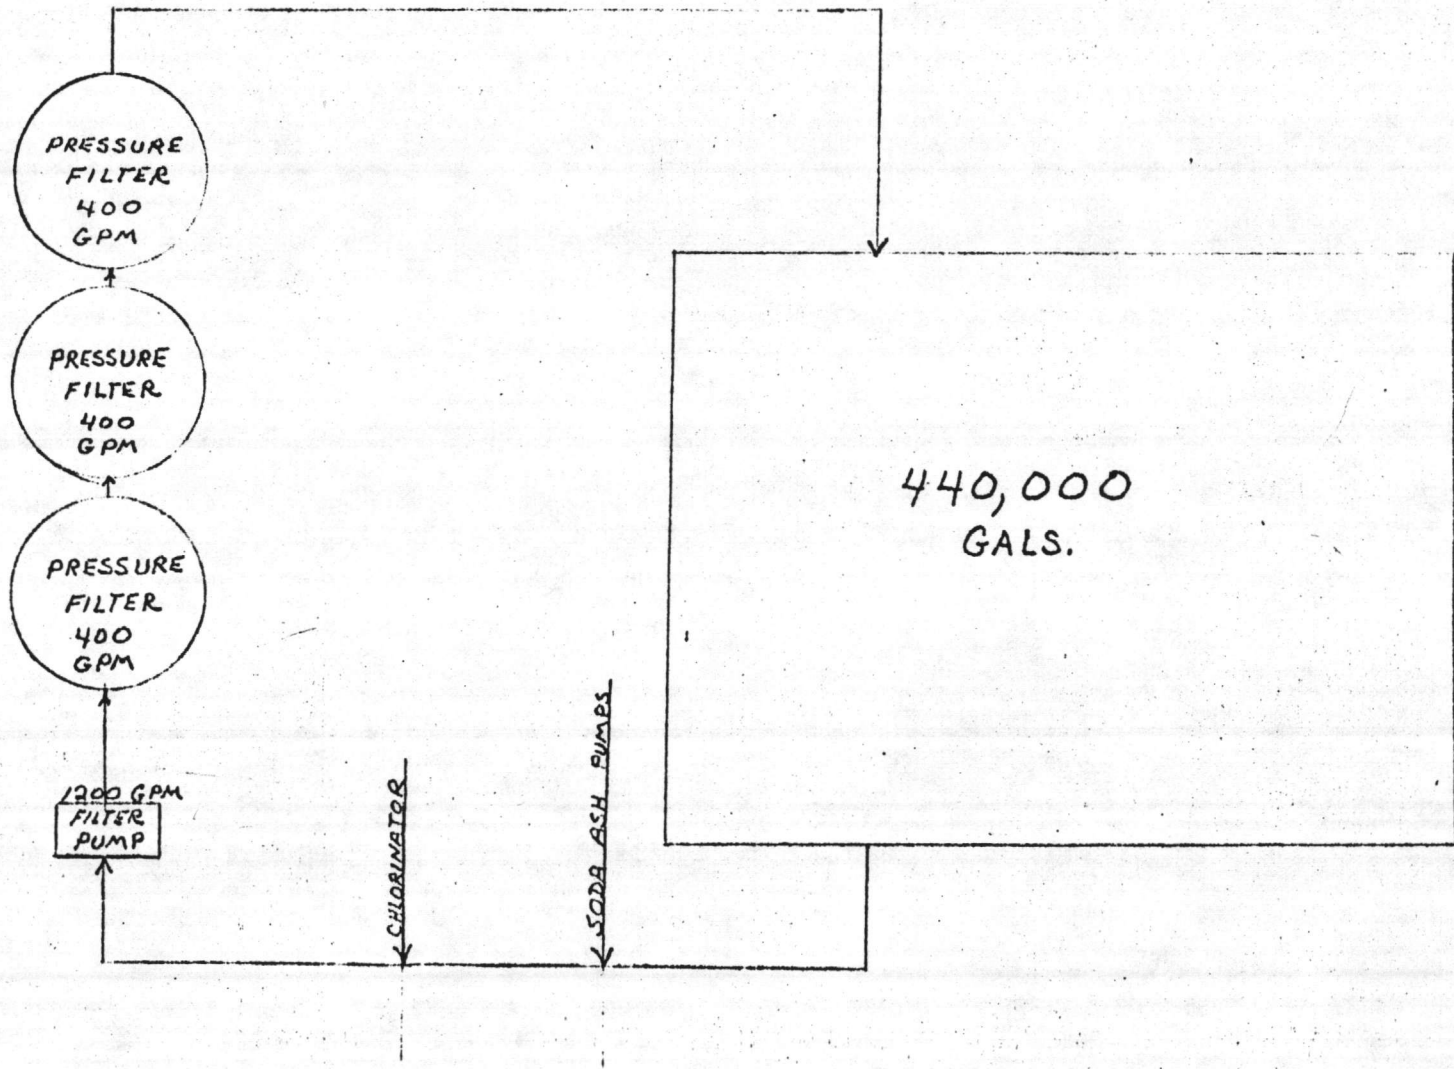 PRESSURE
FILTER
400
GPM
PRESSURE
FILTER
400
GPM
PRESSURE
FILTER
400
GPM
1200 GPM
FILTER
PUMP
CHLORINATOR
SODA ASH PUMPS
440,000
GALS.